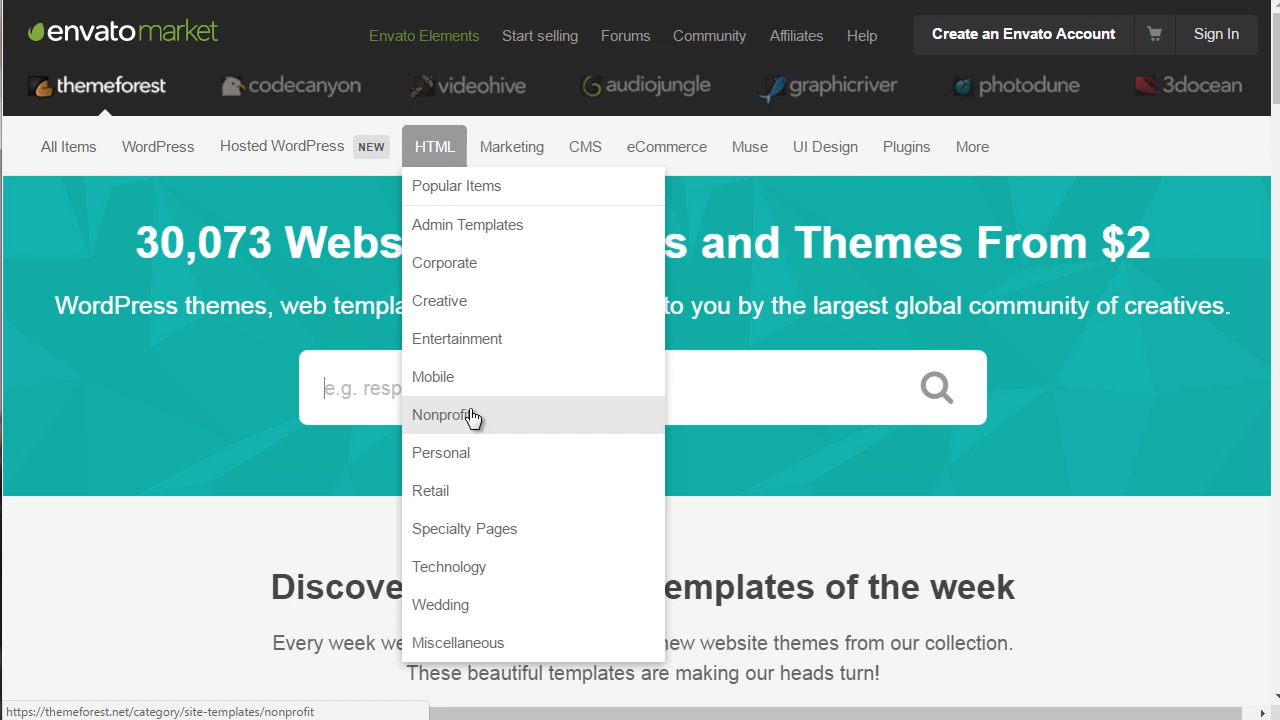 envatomarket
Envato Elements Start selling Forums Community Affiliates Help Create an Envato Account Sign In
themeforest codecanyon videohive audiojungle graphicriver photodune 3docean
All Items WordPress Hosted WordPress NEW HTML Marketing CMS eCommerce Muse UI Design Plugins More
Popular Items
Admin Templates
30,073 Webs s and Themes From $2
Corporate
Creative
WordPress themes, web templa to you by the largest global community of creatives.
Entertainment
Mobile
e.g. resp
Nonprofit
Personal
Retail
Specialty Pages
Technology
Discove emplates of the week
Wedding
Every week we new website themes from our collection.
Miscellaneous
These beautiful templates are making our heads turn!
https://themeforest.net/category/site-templates/nonprofit